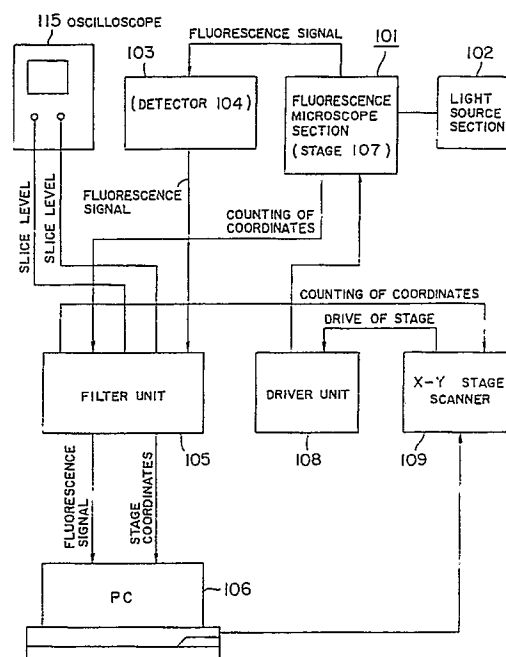 115 OSCILLOSCOPE
FLUORESCENCE SIGNAL
103
101
102
(DETECTOR 104)
FLUORESCENCE
MICROSCOPE
SECTION
(STAGE 107)
LIGHT
SOURCE
SECTION
SLICE LEVEL
SLICE LEVEL
FLUORESCENCE
SIGNAL
COUNTING OF
COORDINATES
COUNTING OF COORDINATES
DRIVE OF STAGE
FILTER UNIT
DRIVER UNIT
X-Y STAGE
SCANNER
105
108
109
FLUORESCENCE
SIGNAL
STAGE
COORDINATES
PC
106